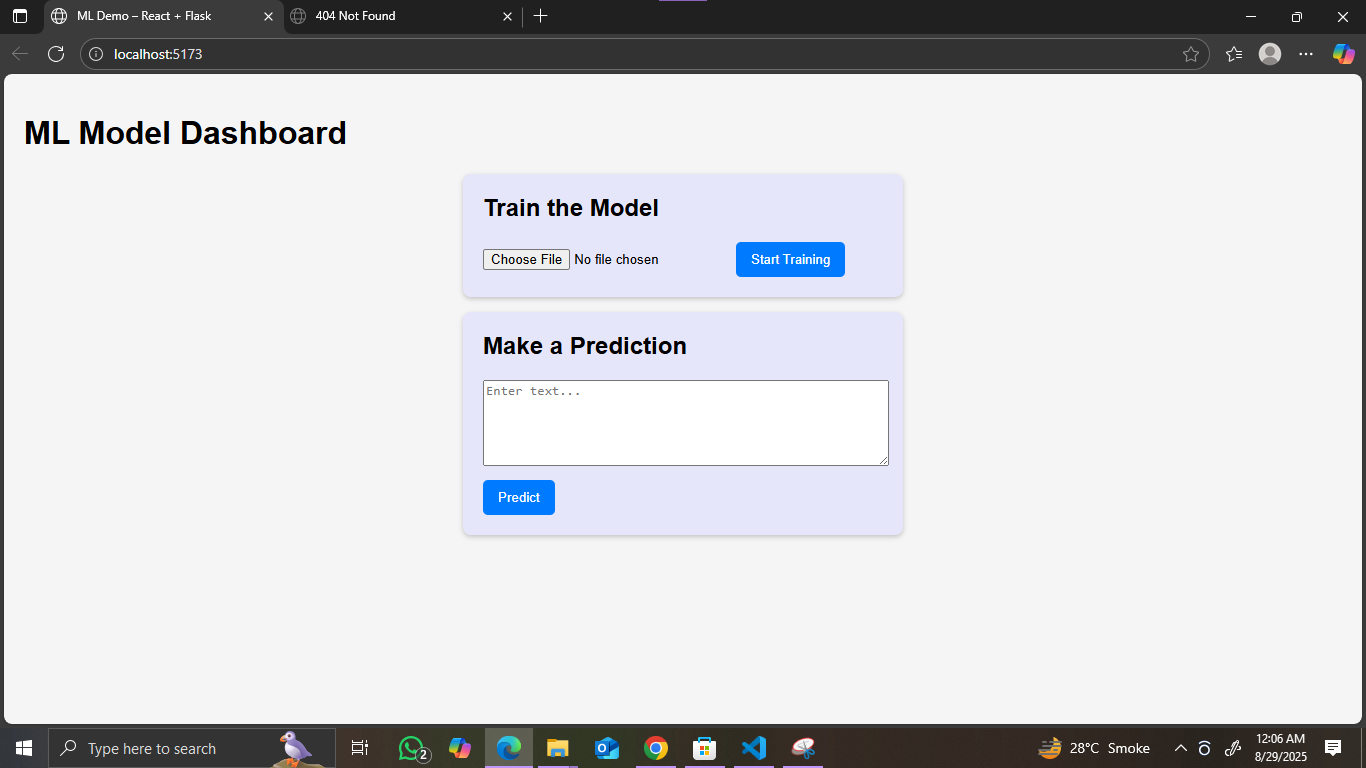 ML Demo – React + Flask
404 Not Found
localhost:5173
ML Model Dashboard
Train the Model
Choose File No file chosen
Start Training
Make a Prediction
Enter text...
Predict
Type here to search
2
28°C Smoke
12:06 AM
8/29/2025